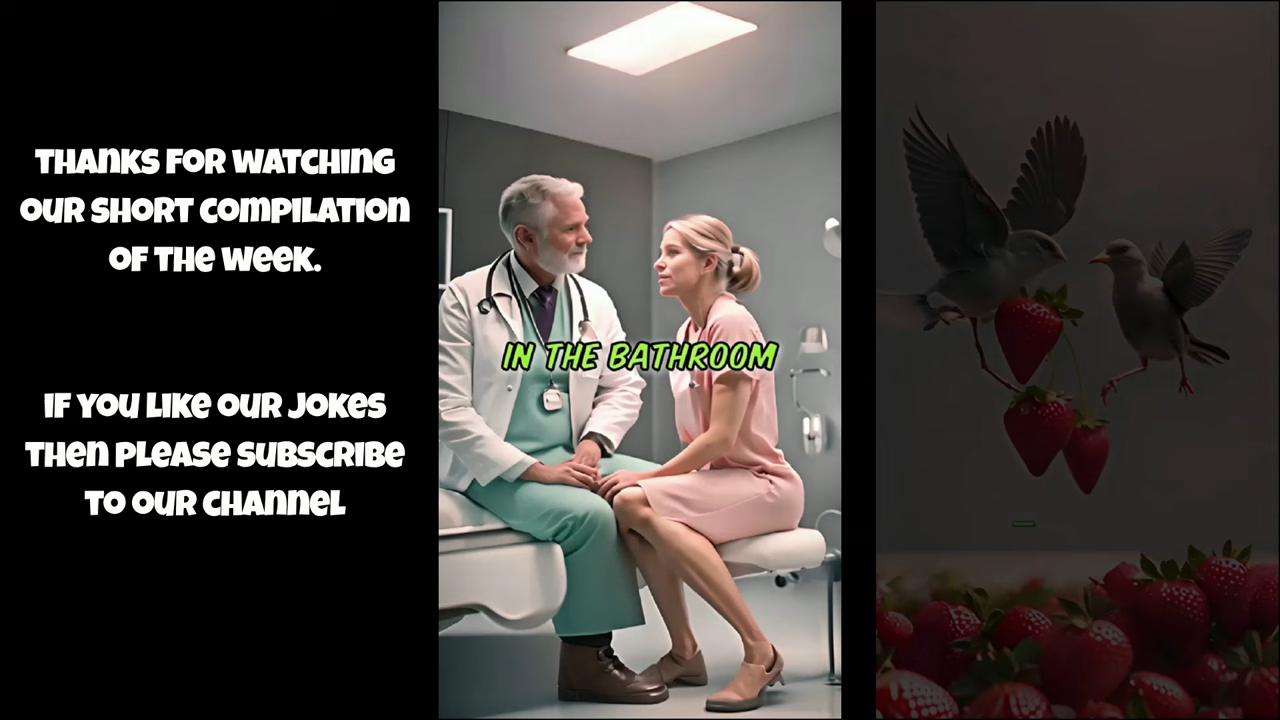 THANKS FOR WATCHING
OUR SHORT COMPILATION
OF THE WEEK.
IF YOU LIKE OUR JOKES
THEN PLEASE SUBSCRIBE
TO OUR CHANNEL
IN THE BATHROOM